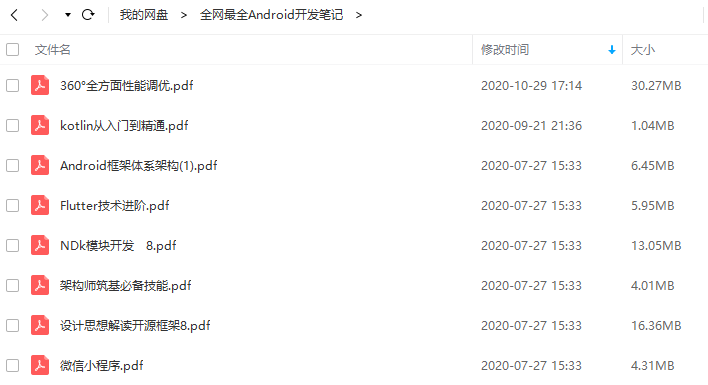 我的网盘 > 全网最全Android开发笔记 >
文件名 修改时间 大小
360°全方面性能调优.pdf 2020-10-29 17:14 30.27MB
kotlin从入门到精通.pdf 2020-09-21 21:36 1.04MB
Android框架体系架构(1).pdf 2020-07-27 15:33 6.45MB
Flutter技术进阶.pdf 2020-07-27 15:33 5.95MB
NDk模块开发 8.pdf 2020-07-27 15:33 13.05MB
架构师筑基必备技能.pdf 2020-07-27 15:33 4.01MB
设计思想解读开源框架8.pdf 2020-07-27 15:33 16.36MB
微信小程序.pdf 2020-07-27 15:33 4.31MB